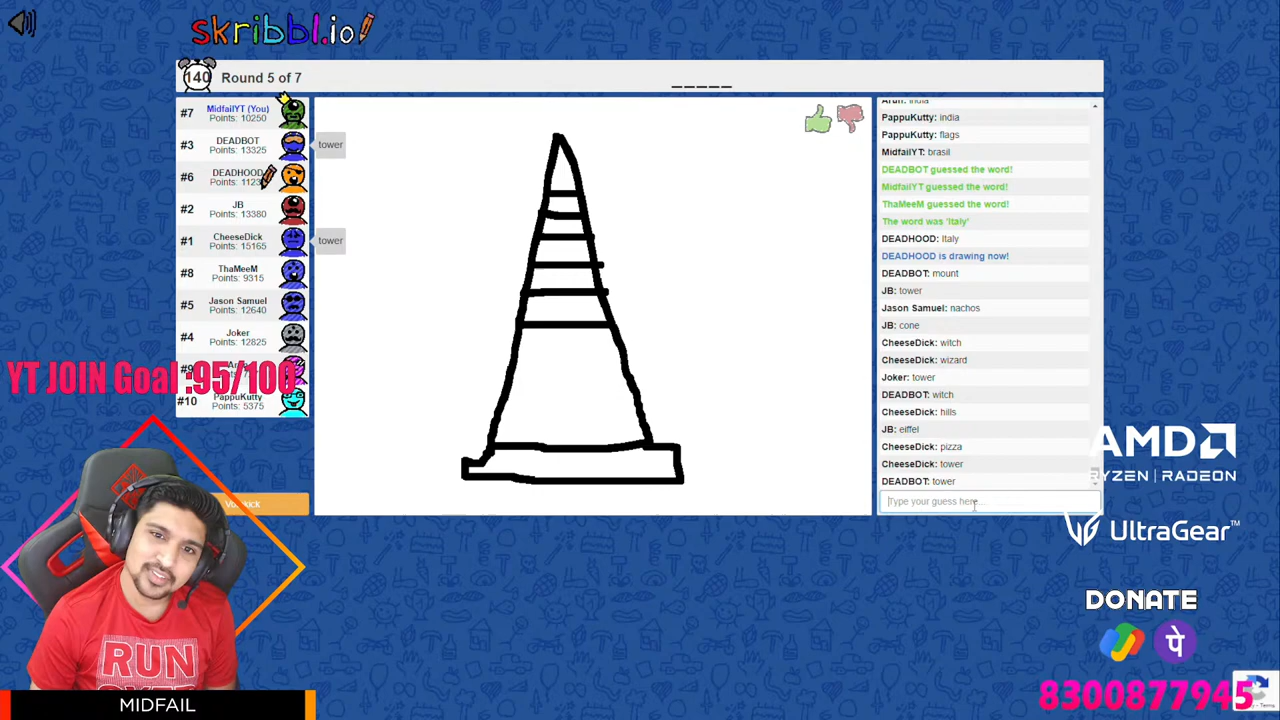 skribbl.io
140 Round 5 of 7
_____
#7 MidfailYT (You)
Points: 10250
#3 DEADBOT
Points: 13325
tower
#6 DEADHOOD
#2 JB
Points: 13380
#1 CheeseDick
Points: 15165
tower
#8 ThaMeeM
Points: 9315
#5 Jason Samuel
Points: 12640
#4 Joker
Points: 12825
#10 PappuKutty
Points: 5375
YT JOIN Goal :95/100
PappuKutty: india
PappuKutty: flags
MidfailYT: brasil
DEADBOT guessed the word!
MidfailYT guessed the word!
ThaMeeM guessed the word!
The word was 'Italy'
DEADHOOD: Italy
DEADHOOD is drawing now!
DEADBOT: mount
JB: tower
Jason Samuel: nachos
JB: cone
CheeseDick: witch
CheeseDick: wizard
Joker: tower
DEADBOT: witch
CheeseDick: hills
JB: eiffel
CheeseDick: pizza
CheeseDick: tower
DEADBOT: tower
Type your guess here...
AMD
RYZEN | RADEON
UltraGear™
DONATE
पे
8300877945
RUN
MIDFAIL